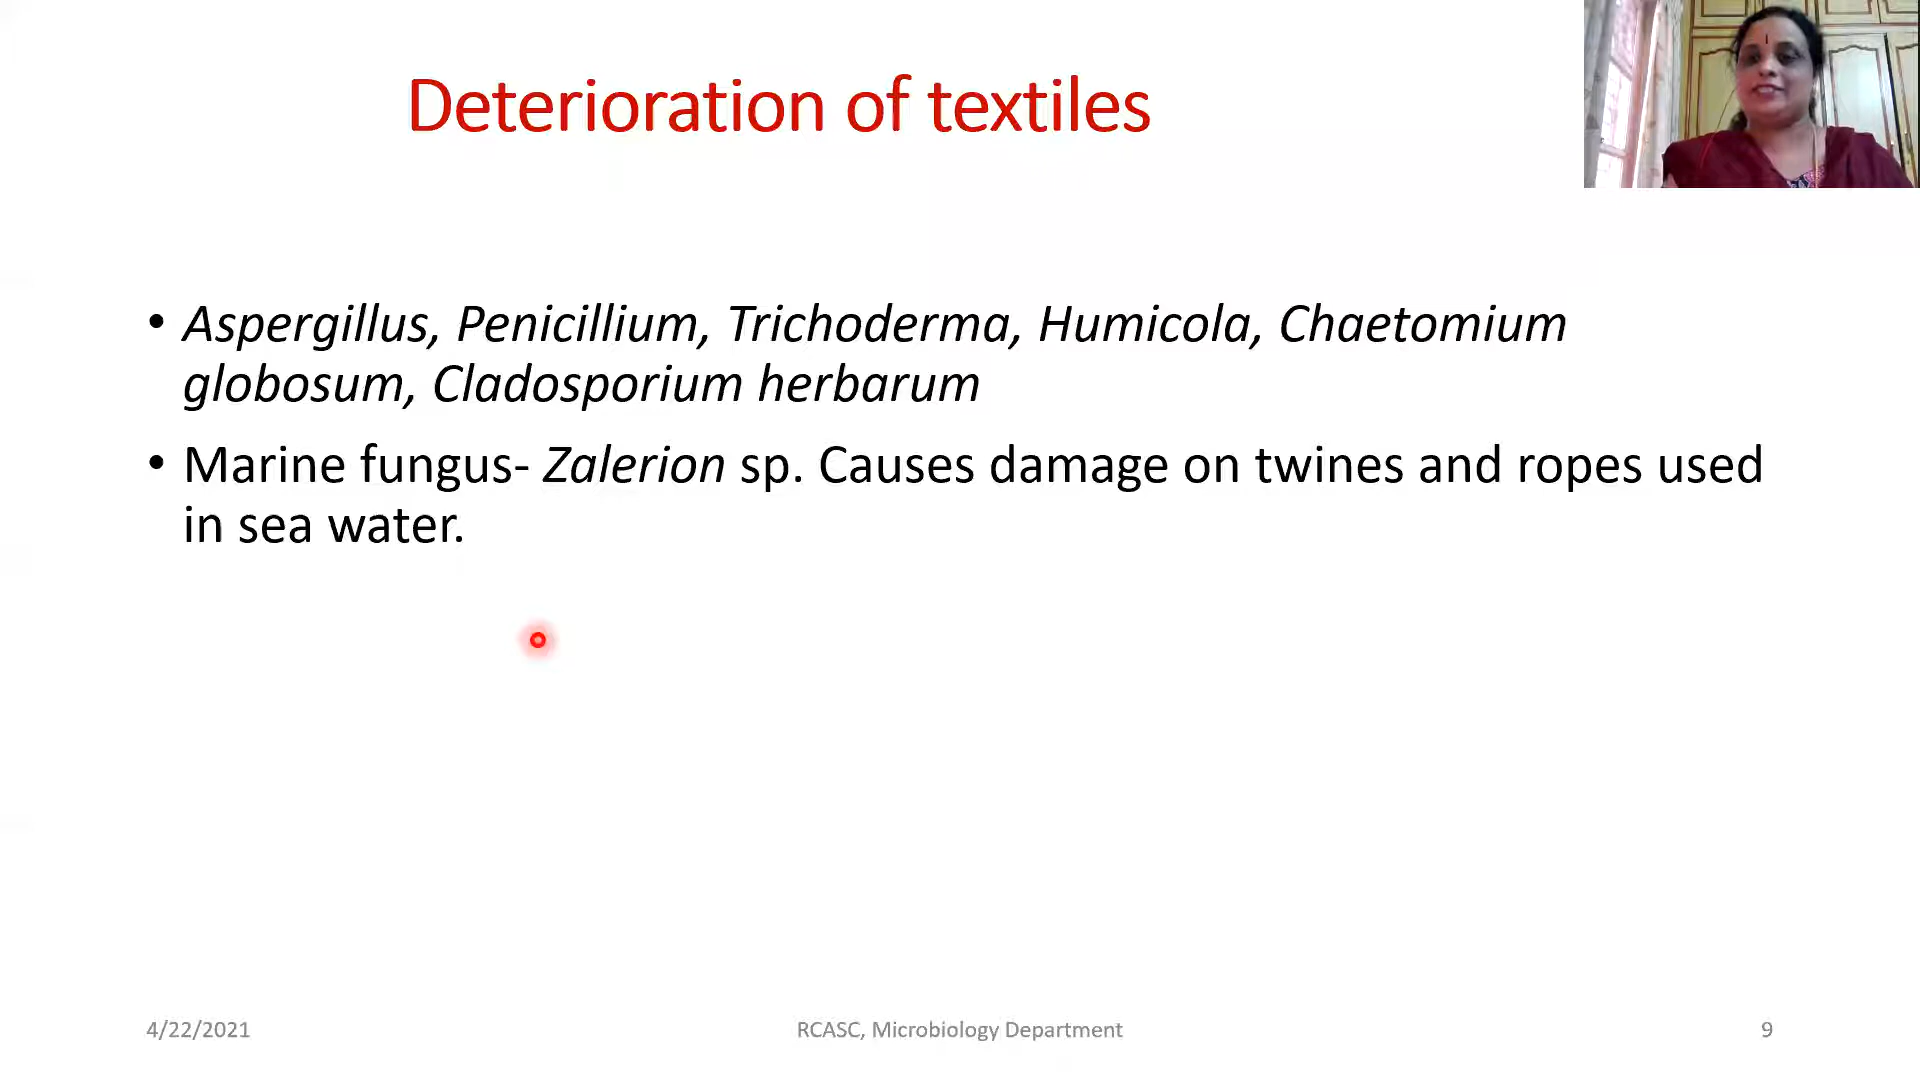 Deterioration of textiles
• Aspergillus, Penicillium, Trichoderma, Humicola, Chaetomium
globosum, Cladosporium herbarum
• Marine fungus- Zalerion sp. Causes damage on twines and ropes used
in sea water.
4/22/2021
RCASC, Microbiology Department
9